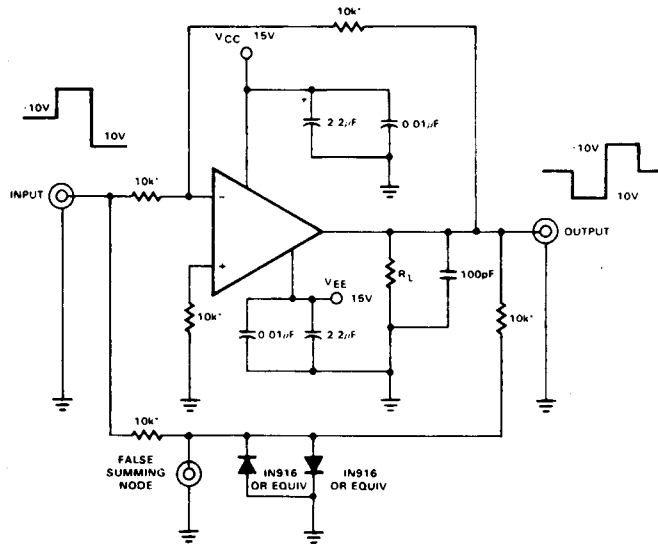 10k*
VCC 15V
·10V
10V
+
2.2μF
0.01μF
·10V
10V
INPUT
10k*
−
+
OUTPUT
RL
100pF
VEE
15V
10k*
0.01μF
2.2μF
10k*
10k*
FALSE
SUMMING
NODE
IN916
OR EQUIV
IN916
OR EQUIV